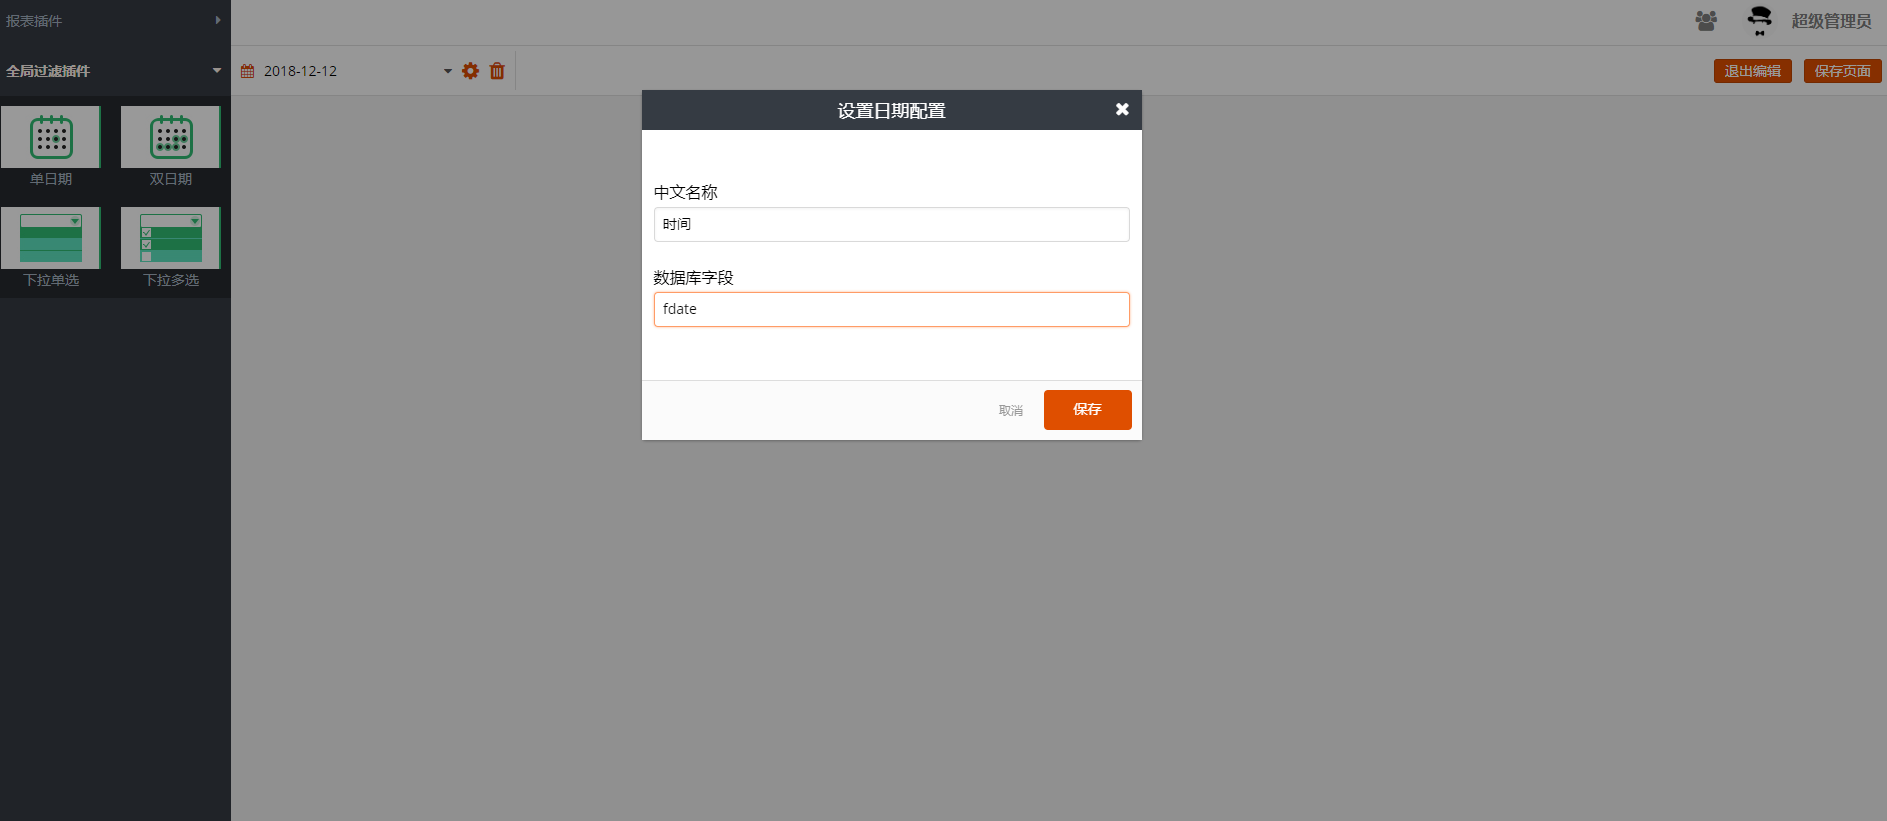 报表插件
超级管理员
全局过滤插件
2018-12-12
退出编辑
保存页面
单日期
双日期
下拉单选
下拉多选
设置日期配置
中文名称
时间
数据库字段
fdate
取消
保存